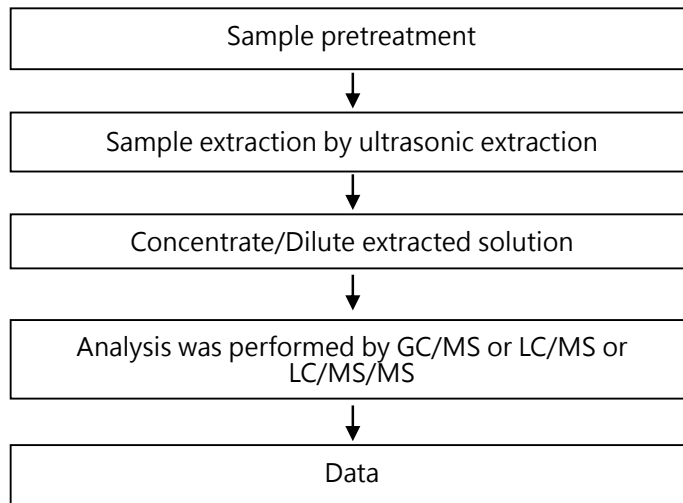 Sample pretreatment
Sample extraction by ultrasonic extraction
Concentrate/Dilute extracted solution
Analysis was performed by GC/MS or LC/MS or
LC/MS/MS
Data